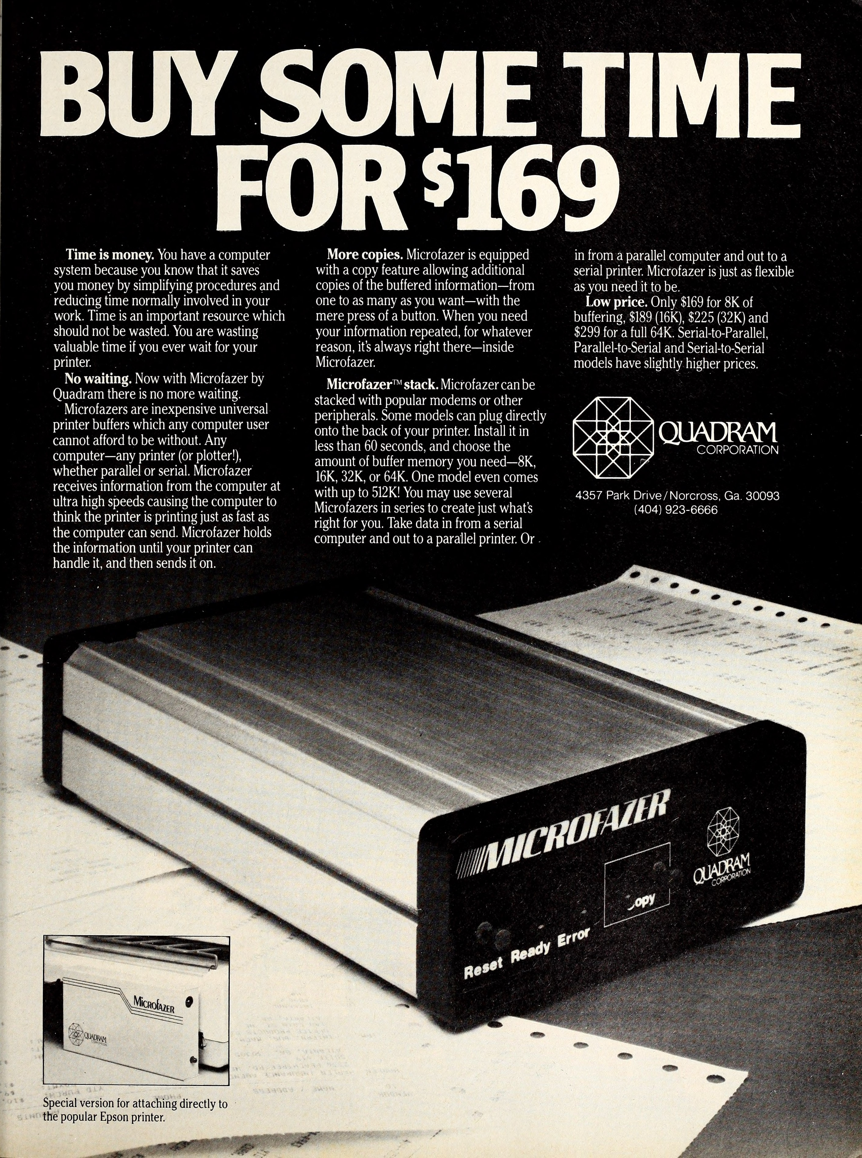 BUY SOME TIME
FOR $169
Time is money. You have a computer
system because you know that it saves
you money by simplifying procedures and
reducing time normally involved in your
work. Time is an important resource which
should not be wasted. You are wasting
valuable time if you ever wait for your
printer.
No waiting. Now with Microfazer by
Quadram there is no more waiting.
Microfazers are inexpensive universal
printer buffers which any computer user
cannot afford to be without. Any
computer—any printer (or plotter!),
whether parallel or serial. Microfazer
receives information from the computer at
ultra high speeds causing the computer to
think the printer is printing just as fast as
the computer can send. Microfazer holds
the information until your printer can
handle it, and then sends it on.
More copies. Microfazer is equipped
with a copy feature allowing additional
copies of the buffered information—from
one to as many as you want—with the
mere press of a button. When you need
your information repeated, for whatever
reason, it's always right there—inside
Microfazer.
Microfazer™ stack. Microfazer can be
stacked with popular modems or other
peripherals. Some models can plug directly
onto the back of your printer. Install it in
less than 60 seconds, and choose the
amount of buffer memory you need—8K,
16K, 32K, or 64K. One model even comes
with up to 512K! You may use several
Microfazers in series to create just what's
right for you. Take data in from a serial
computer and out to a parallel printer. Or
in from a parallel computer and out to a
serial printer. Microfazer is just as flexible
as you need it to be.
Low price. Only $169 for 8K of
buffering, $189 (16K), $225 (32K) and
$299 for a full 64K. Serial-to-Parallel,
Parallel-to-Serial and Serial-to-Serial
models have slightly higher prices.
QUADRAM
CORPORATION
4357 Park Drive/Norcross, Ga. 30093
(404) 923-6666
MICROFAZER
QUADRAM
CORPORATION
Copy
Reset Ready Error
MICROFAZER
QUADRAM
Special version for attaching directly to
the popular Epson printer.